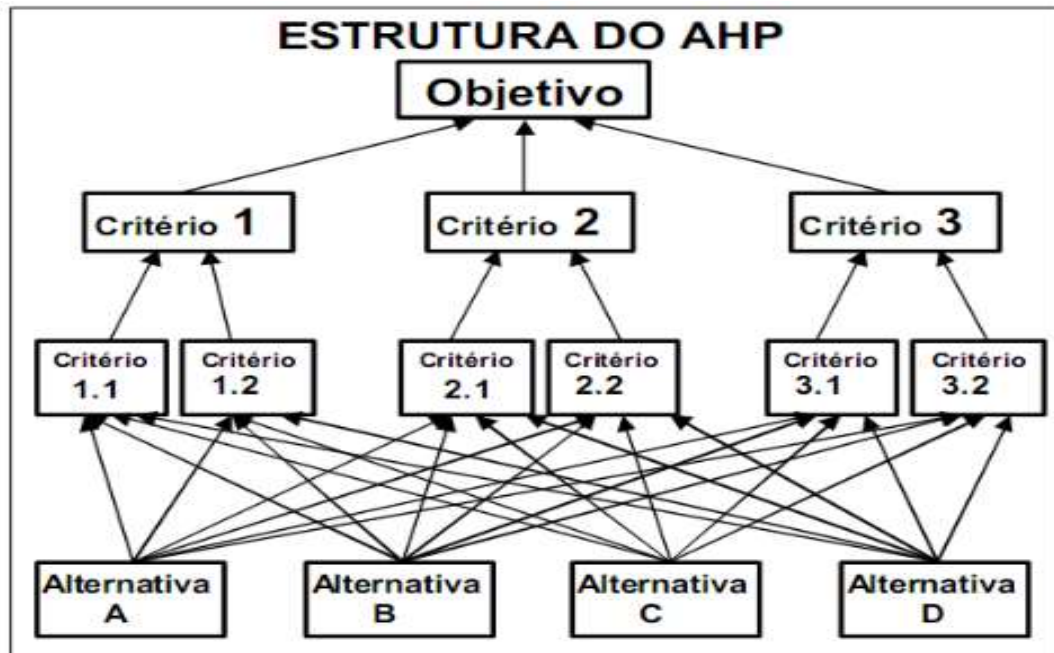 ESTRUTURA DO AHP
Objetivo
Critério 1
Critério 2
Critério 3
Critério
1.1
Critério
1.2
Critério
2.1
Critério
2.2
Critério
3.1
Critério
3.2
Alternativa
A
Alternativa
B
Alternativa
C
Alternativa
D